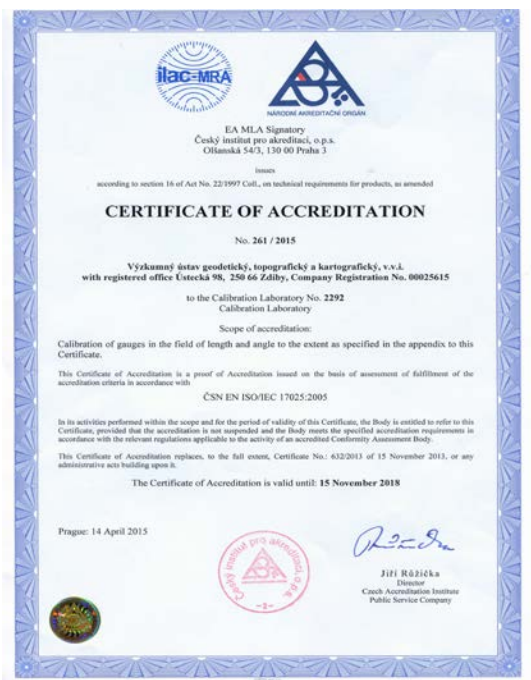 ilac-MRA
NÁRODNÍ AKREDITAČNÍ ORGÁN
EA MLA Signatory
Český institut pro akreditaci, o.p.s.
Olšanská 54/3, 130 00 Praha 3
issues
according to section 16 of Act No. 22/1997 Coll., on technical requirements for products, as amended
CERTIFICATE OF ACCREDITATION
No. 261 / 2015
Výzkumný ústav geodetický, topografický a kartografický, v.v.i.
with registered office Ústecká 98, 250 66 Zdiby, Company Registration No. 00025615
to the Calibration Laboratory No. 2292
Calibration Laboratory
Scope of accreditation:
Calibration of gauges in the field of length and angle to the extent as specified in the appendix to this
Certificate.
This Certificate of Accreditation is a proof of Accreditation issued on the basis of assessment of fulfillment of the
accreditation criteria in accordance with
ČSN EN ISO/IEC 17025:2005
In its activities performed within the scope and for the period of validity of this Certificate, the Body is entitled to refer to this
Certificate, provided that the accreditation is not suspended and the Body meets the specified accreditation requirements in
accordance with the relevant regulations applicable to the activity of an accredited Conformity Assessment Body.
This Certificate of Accreditation replaces, to the full extent, Certificate No.: 632/2013 of 15 November 2013, or any
administrative acts building upon it.
The Certificate of Accreditation is valid until: 15 November 2018
Prague: 14 April 2015
Český institut pro akreditaci, o.p.s.
-2-
Jiří Růžička
Director
Czech Accreditation Institute
Public Service Company